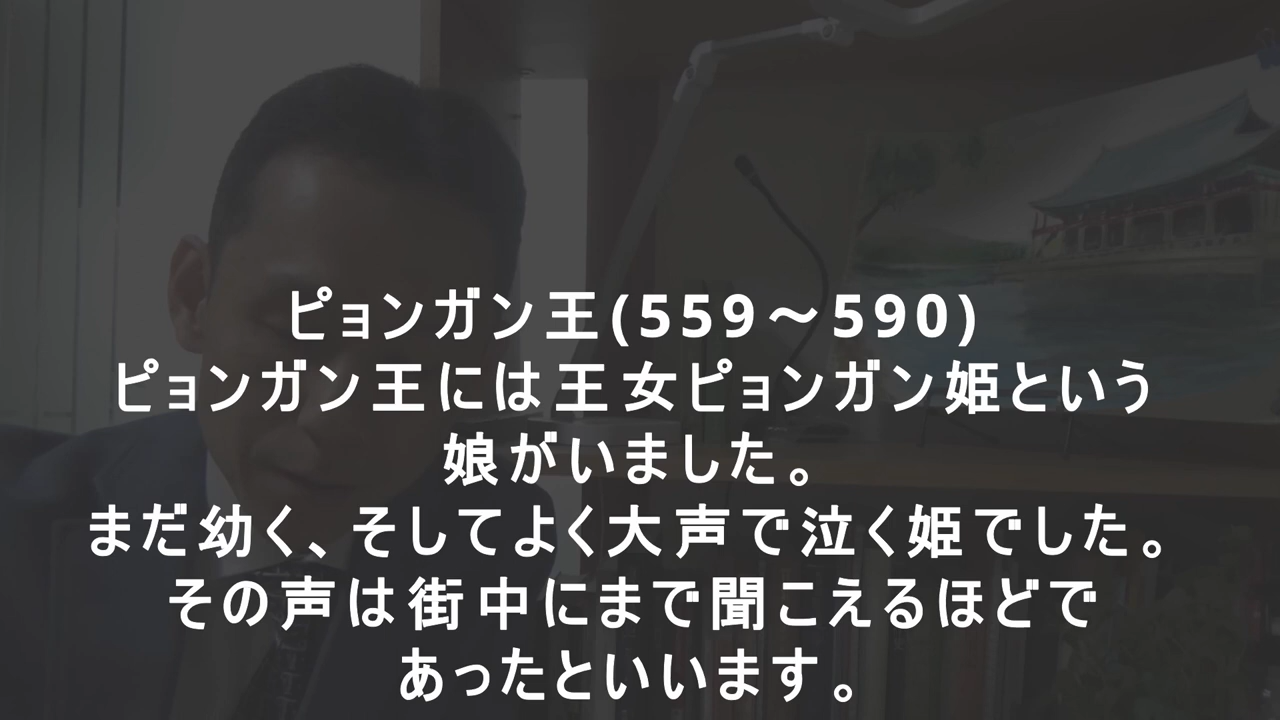 ピョンガン王(559～590)
ピョンガン王には王女ピョンガン姫という
娘がいました。
まだ幼く、そしてよく大声で泣く姫でした。
その声は街中にまで聞こえるほどで
あったといいます。